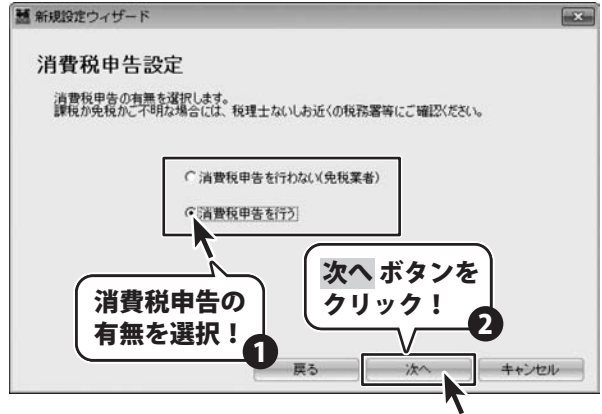 新規設定ウィザード
消費税申告設定
消費税申告の有無を選択します。
課税か免税かご不明な場合には、税理士ないしお近くの税務署等にご確認ください。
消費税申告を行わない(免税業者)
消費税申告を行う
消費税申告の
有無を選択！
1
次へ ボタンを
クリック！
2
戻る
次へ
キャンセル